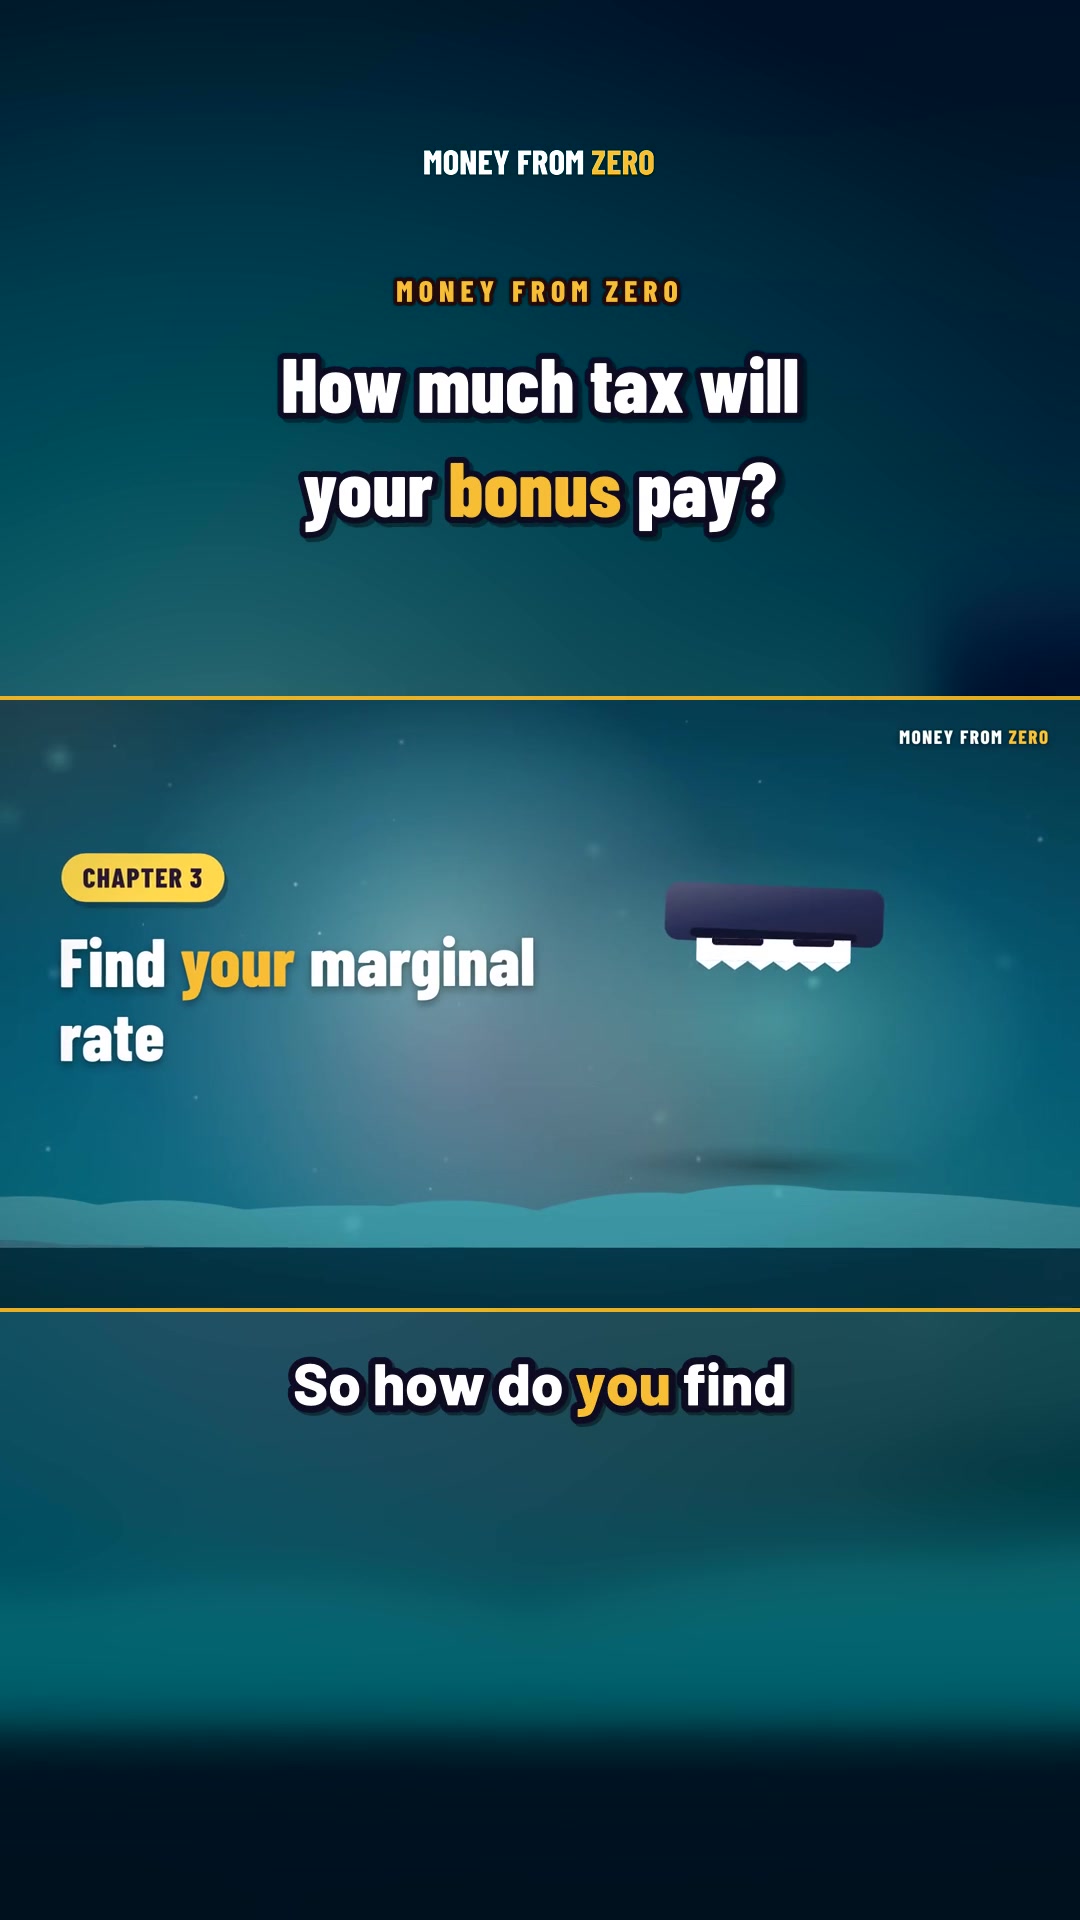 MONEY FROM ZERO
MONEY FROM ZERO
How much tax will
your bonus pay?
MONEY FROM ZERO
CHAPTER 3
Find your marginal
rate
So how do you find